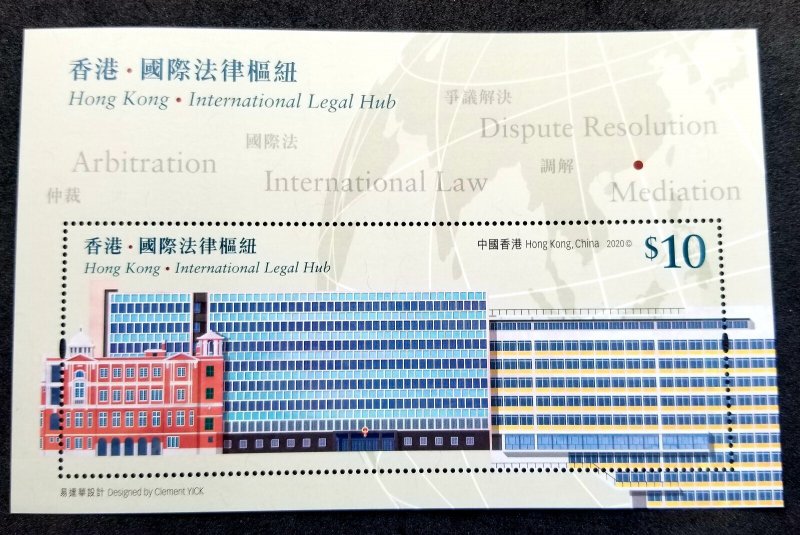 香港·國際法律樞紐
Hong Kong • International Legal Hub
爭議解決
Dispute Resolution
國際法
Arbitration
調解
International Law
仲裁
Mediation
香港·國際法律樞紐
Hong Kong • International Legal Hub
中國香港 Hong Kong, China 2020 ©
$10
易達華設計 Designed by Clement YICK